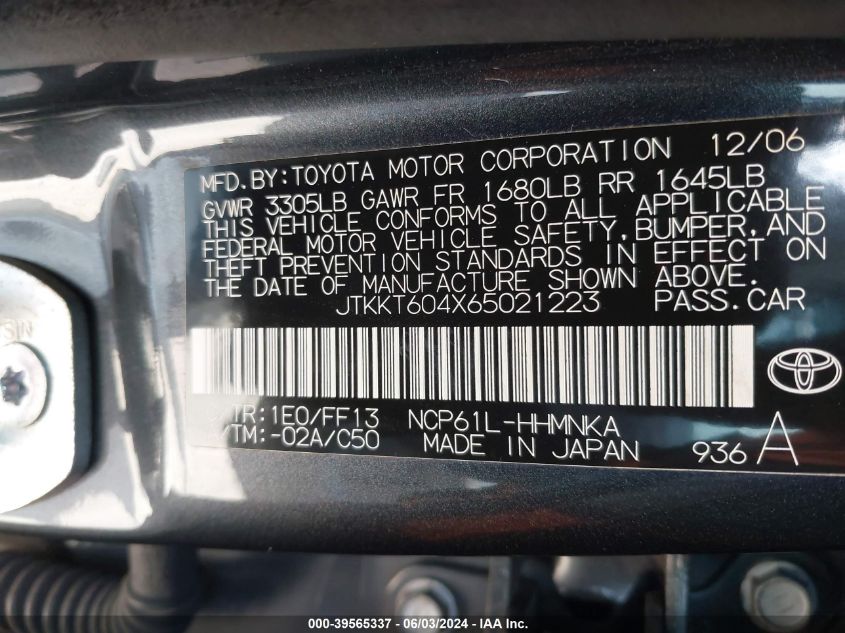 MFD.BY:TOYOTA MOTOR CORPORATION 12/06
GVWR 3305LB GAWR FR 1680LB RR 1645LB
THIS VEHICLE CONFORMS TO ALL APPLICABLE
FEDERAL MOTOR VEHICLE SAFETY,BUMPER,AND
THEFT PREVENTION STANDARDS IN EFFECT ON
THE DATE OF MANUFACTURE SHOWN ABOVE.
JTKKT604X65021223 PASS.CAR
/TR:1E0/FF13 NCP61L-HHMNKA
/TM:-02A/C50 MADE IN JAPAN 936 A
000-39565337 / 06/03/2024 - IAA Inc.